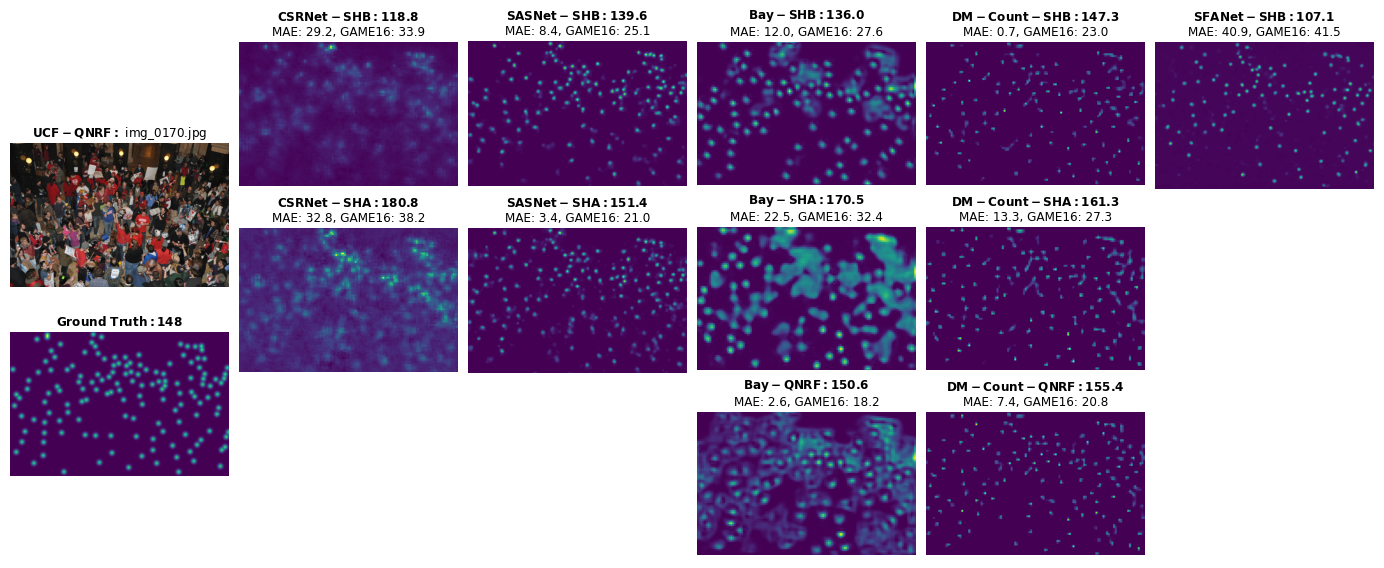 CSRNet − SHB : 118.8
MAE: 29.2, GAME16: 33.9
SASNet − SHB : 139.6
MAE: 8.4, GAME16: 25.1
Bay − SHB : 136.0
MAE: 12.0, GAME16: 27.6
DM − Count − SHB : 147.3
MAE: 0.7, GAME16: 23.0
SFANet − SHB : 107.1
MAE: 40.9, GAME16: 41.5
UCF − QNRF : img_0170.jpg
CSRNet − SHA : 180.8
MAE: 32.8, GAME16: 38.2
SASNet − SHA : 151.4
MAE: 3.4, GAME16: 21.0
Bay − SHA : 170.5
MAE: 22.5, GAME16: 32.4
DM − Count − SHA : 161.3
MAE: 13.3, GAME16: 27.3
Ground Truth : 148
Bay − QNRF : 150.6
MAE: 2.6, GAME16: 18.2
DM − Count − QNRF : 155.4
MAE: 7.4, GAME16: 20.8